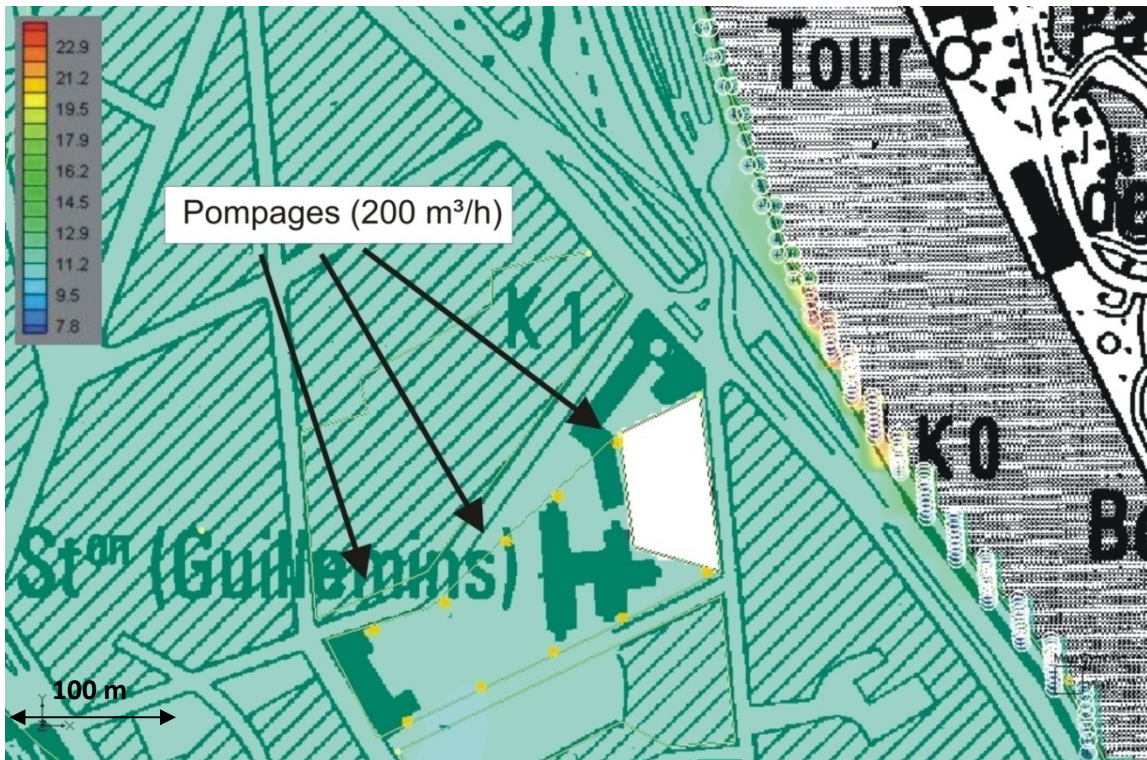 22.9
21.2
19.5
17.9
16.2
14.5
12.9
11.2
9.5
7.8
Tour
Pompages (200 m³/h)
K 1
K 0
Sᵗᵒⁿ (Guillemins)
100 m
Y
X
Z